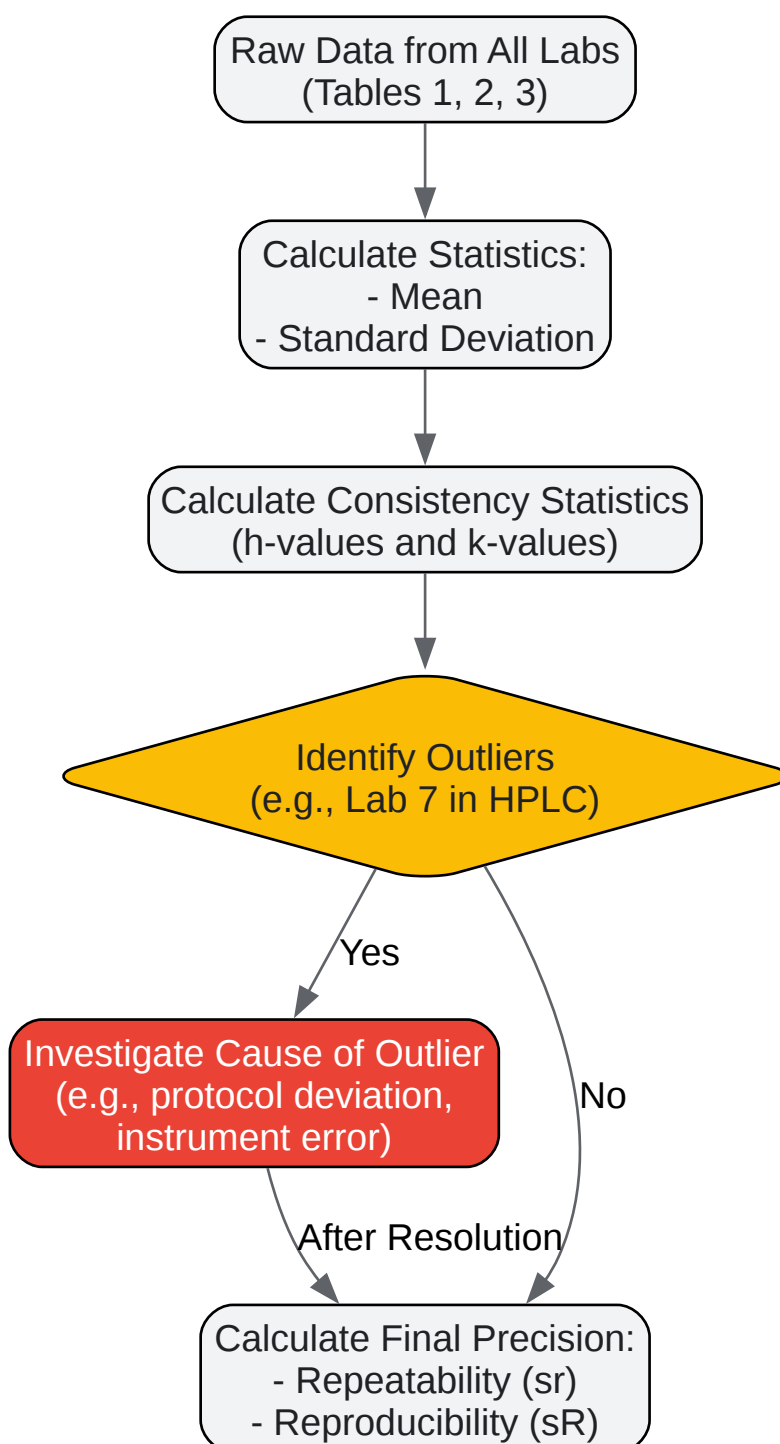 Raw Data from All Labs
(Tables 1, 2, 3)
Calculate Statistics:
- Mean
- Standard Deviation
Calculate Consistency Statistics
(h-values and k-values)
Identify Outliers
(e.g., Lab 7 in HPLC)
Yes
Investigate Cause of Outlier
(e.g., protocol deviation,
instrument error)
No
After Resolution
Calculate Final Precision:
- Repeatability (sr)
- Reproducibility (sR)